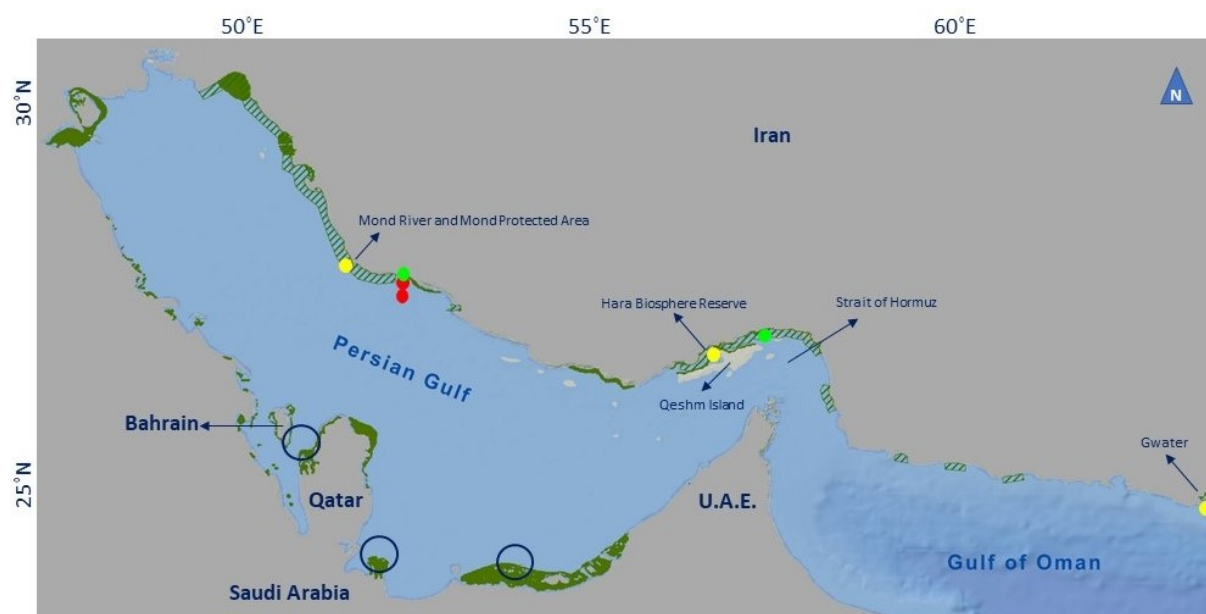 50˚E
55˚E
60˚E
30˚N
N
Iran
Mond River and Mond Protected Area
Hara Biosphere Reserve
Strait of Hormuz
Persian Gulf
Qeshm Island
Bahrain
Gwater
25˚N
Qatar
U.A.E.
Gulf of Oman
Saudi Arabia